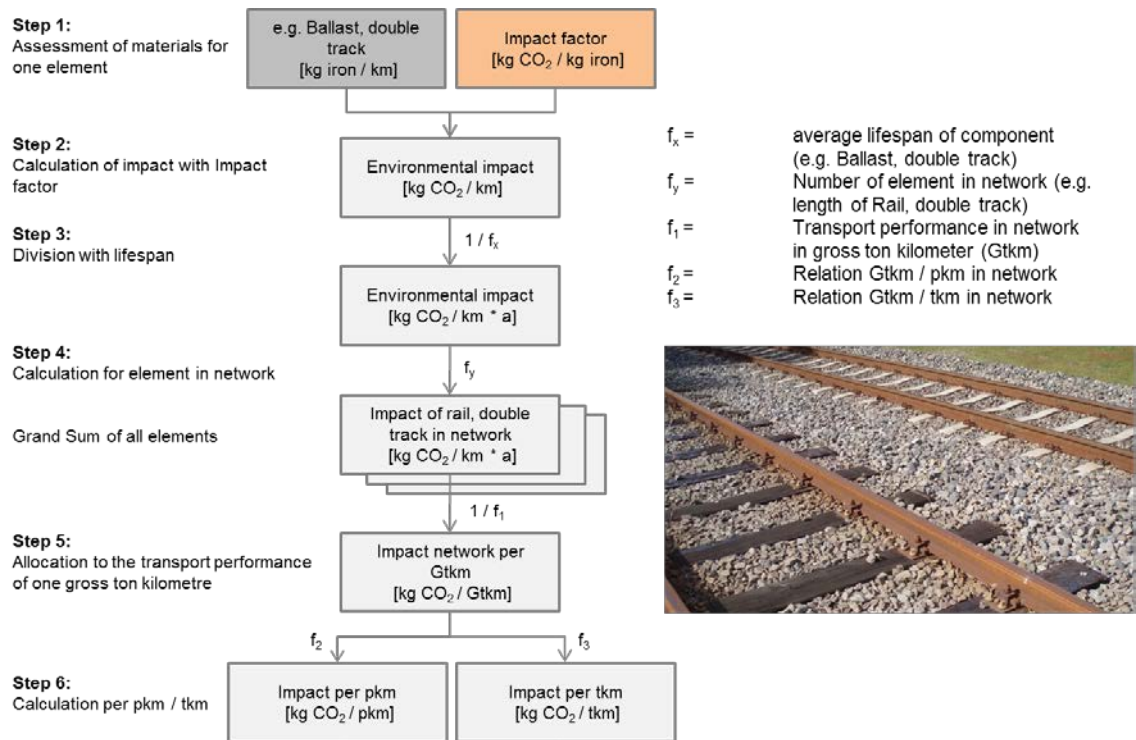 Step 1:
Assessment of materials for
one element
e.g. Ballast, double
track
[kg iron / km]
Impact factor
[kg CO₂ / kg iron]
Step 2:
Calculation of impact with Impact
factor
Environmental impact
[kg CO₂ / km]
Step 3:
Division with lifespan
1 / fₓ
Environmental impact
[kg CO₂ / km * a]
Step 4:
Calculation for element in network
f_y
Grand Sum of all elements
Impact of rail, double
track in network
[kg CO₂ / km * a]
1 / f₁
Step 5:
Allocation to the transport performance
of one gross ton kilometre
Impact network per
Gtkm
[kg CO₂ / Gtkm]
f₂
f₃
Step 6:
Calculation per pkm / tkm
Impact per pkm
[kg CO₂ / pkm]
Impact per tkm
[kg CO₂ / tkm]
fₓ = average lifespan of component
(e.g. Ballast, double track)
f_y = Number of element in network (e.g.
length of Rail, double track)
f₁ = Transport performance in network
in gross ton kilometer (Gtkm)
f₂ = Relation Gtkm / pkm in network
f₃ = Relation Gtkm / tkm in network